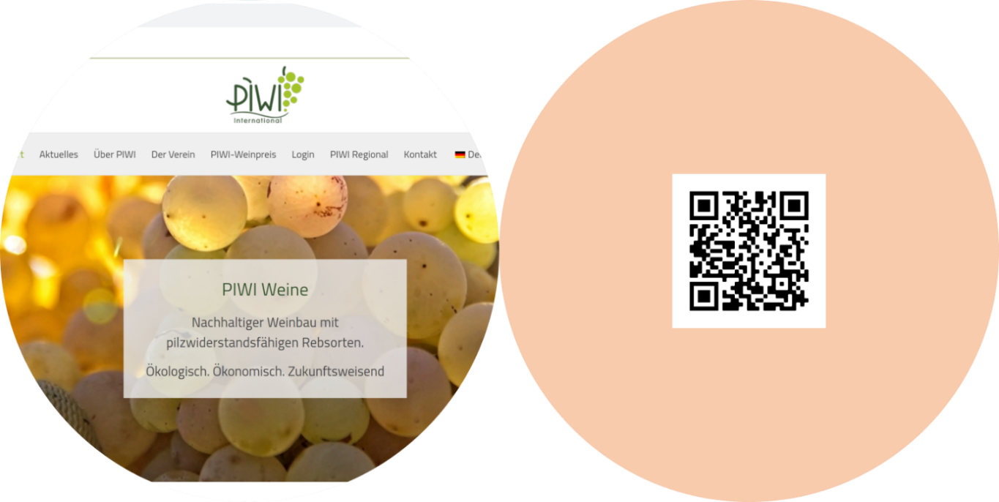 PIWI
International
Aktuelles Über PIWI Der Verein PIWI-Weinpreis Login PIWI Regional Kontakt
PIWI Weine
Nachhaltiger Weinbau mit
pilzwiderstandsfähigen Rebsorten.
Ökologisch. Ökonomisch. Zukunftsweisend